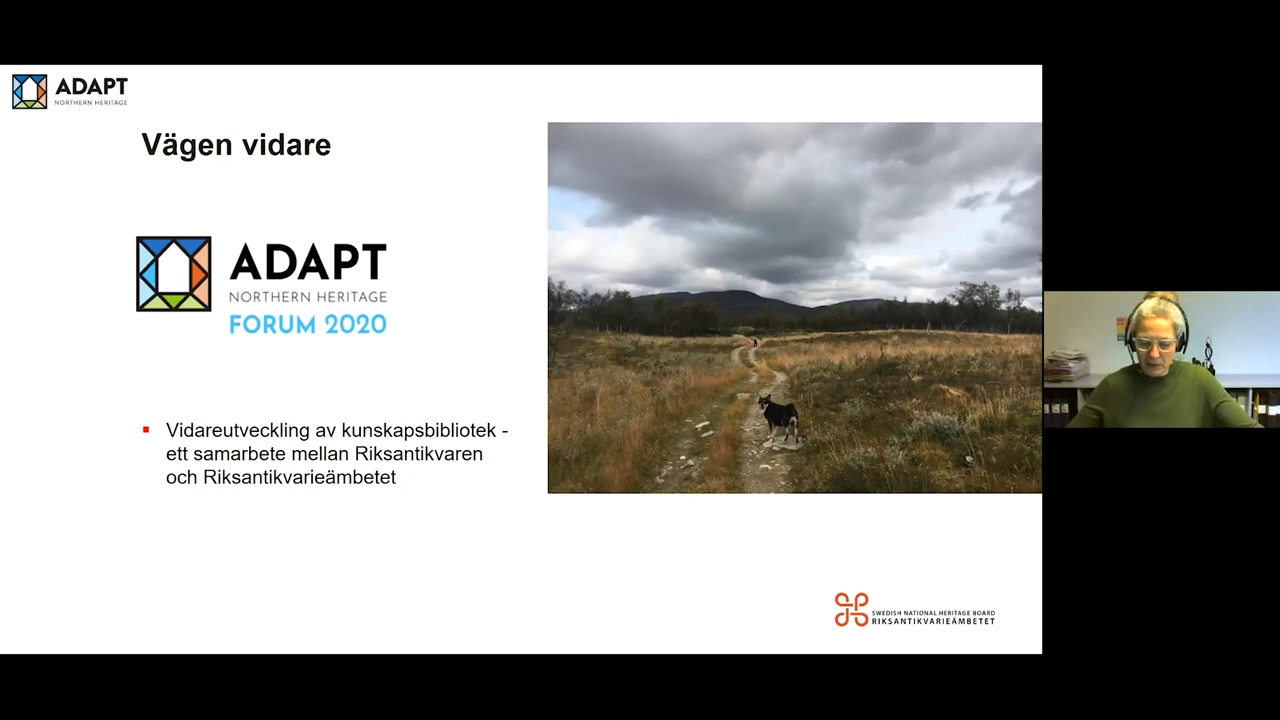 ADAPT
NORTHERN HERITAGE
Vägen vidare
ADAPT
NORTHERN HERITAGE
FORUM 2020
Vidareutveckling av kunskapsbibliotek -
ett samarbete mellan Riksantikvaren
och Riksantikvarieämbetet
SWEDISH NATIONAL HERITAGE BOARD
RIKSANTIKVARIEÄMBETET